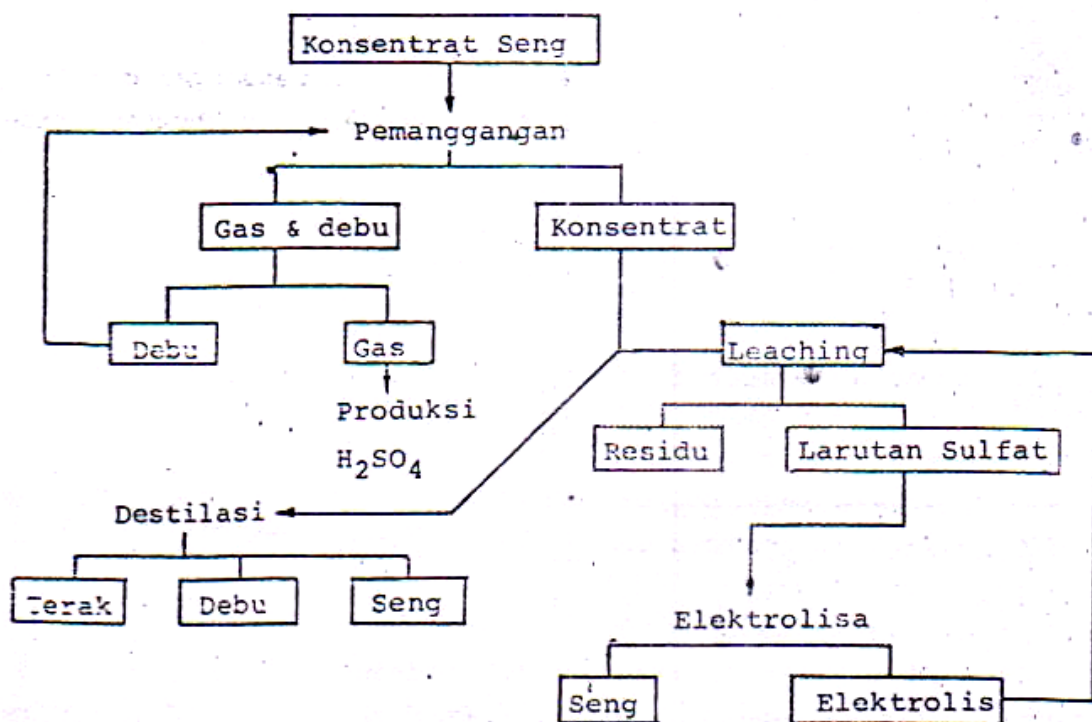 Konsentrat Seng
Pemanggangan
Gas & debu
Konsentrat
Debu
Gas
Leaching
Produksi
H₂SO₄
Residu
Larutan Sulfat
Destilasi
Terak
Debu
Seng
Elektrolisa
Seng
Elektrolis